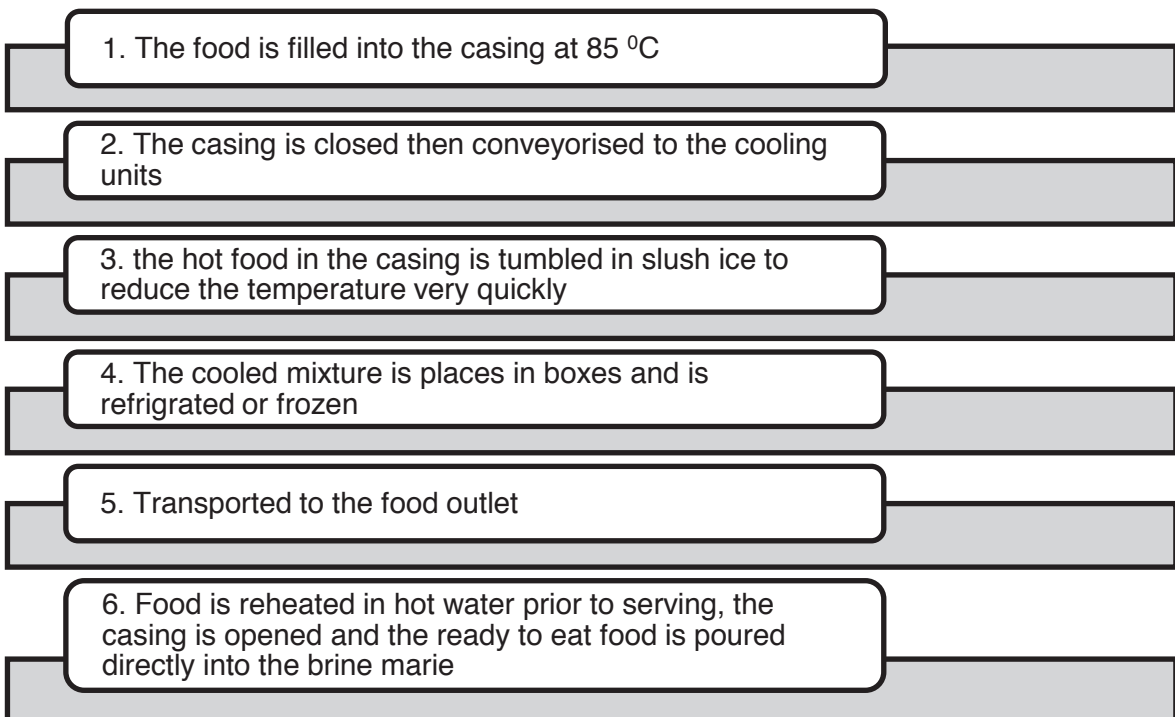 1. The food is filled into the casing at 85 ⁰C
2. The casing is closed then conveyorised to the cooling
units
3. the hot food in the casing is tumbled in slush ice to
reduce the temperature very quickly
4. The cooled mixture is places in boxes and is
refrigrated or frozen
5. Transported to the food outlet
6. Food is reheated in hot water prior to serving, the
casing is opened and the ready to eat food is poured
directly into the brine marie